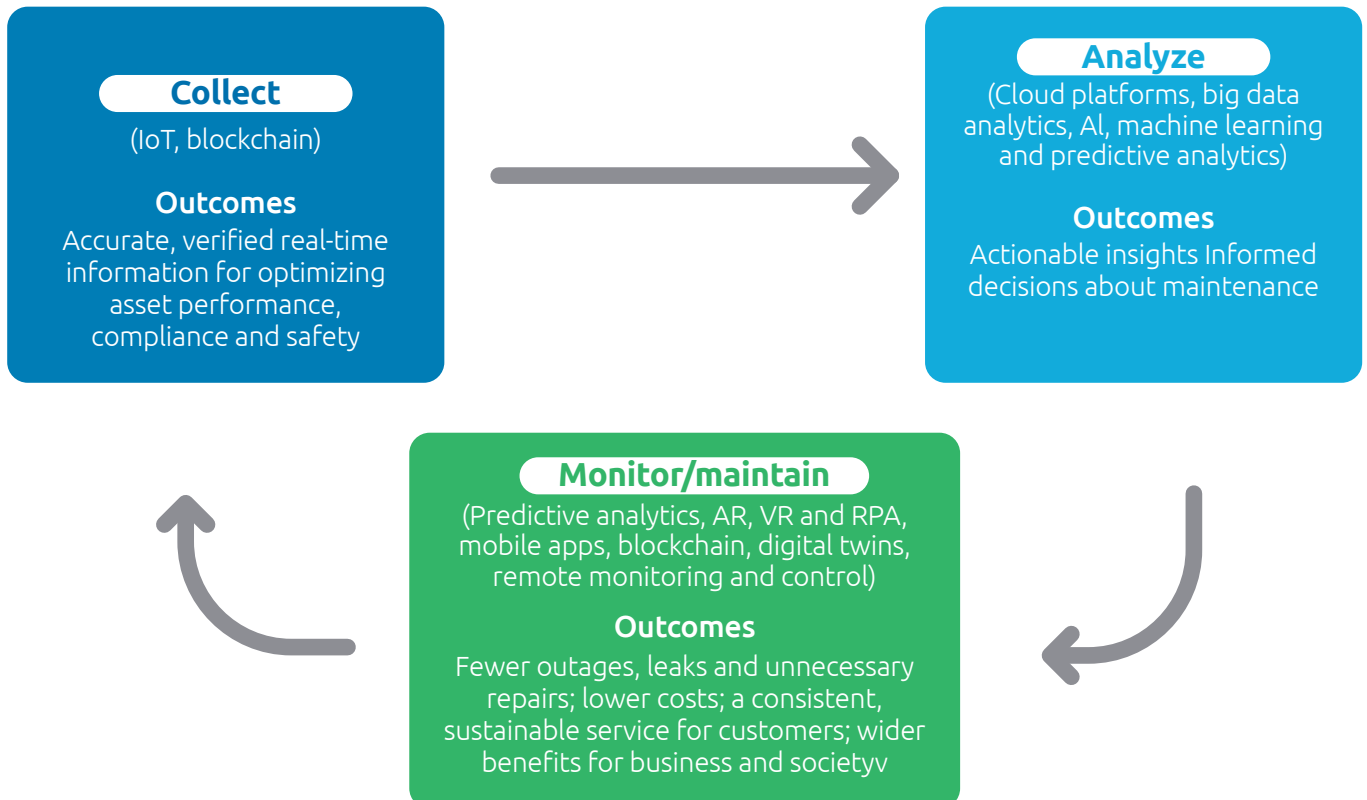 Collect
(IoT, blockchain)
Outcomes
Accurate, verified real-time
information for optimizing
asset performance,
compliance and safety
Analyze
(Cloud platforms, big data
analytics, Al, machine learning
and predictive analytics)
Outcomes
Actionable insights Informed
decisions about maintenance
Monitor/maintain
(Predictive analytics, AR, VR and RPA,
mobile apps, blockchain, digital twins,
remote monitoring and control)
Outcomes
Fewer outages, leaks and unnecessary
repairs; lower costs; a consistent,
sustainable service for customers; wider
benefits for business and societyv